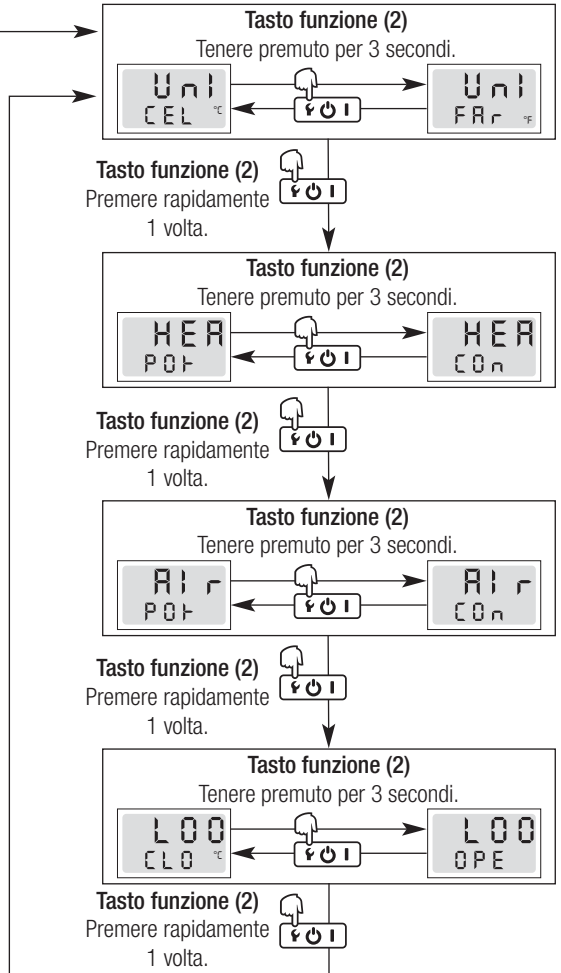 Tasto funzione (2)
Tenere premuto per 3 secondi.
UnI UnI
CEL °C FAr °F
Tasto funzione (2)
Premere rapidamente
1 volta.
Tasto funzione (2)
Tenere premuto per 3 secondi.
HEA HEA
POt COn
Tasto funzione (2)
Premere rapidamente
1 volta.
Tasto funzione (2)
Tenere premuto per 3 secondi.
AIr AIr
POt COn
Tasto funzione (2)
Premere rapidamente
1 volta.
Tasto funzione (2)
Tenere premuto per 3 secondi.
LOO LOO
CLO °C OPE
Tasto funzione (2)
Premere rapidamente
1 volta.